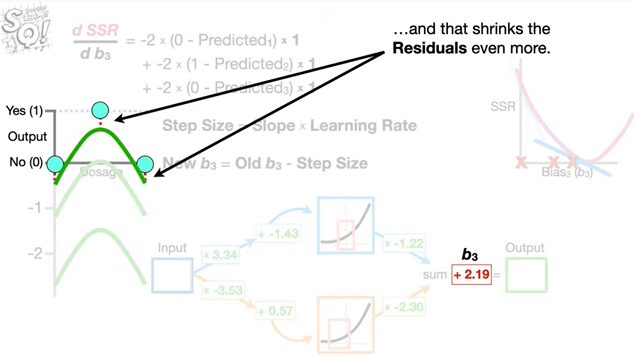 SQ!
d SSR
d b₃
= -2 × (0 - Predicted₁) × 1
+ -2 × (1 - Predicted₂) × 1
+ -2 × (0 - Predicted₃) × 1
…and that shrinks the
Residuals even more.
Step Size = Slope × Learning Rate
New b₃ = Old b₃ - Step Size
Yes (1)
Output
No (0)
Dosage
-1
-2
SSR
Bias₃ (b₃)
Input
× 3.34
+ -1.43
× -1.22
× -3.53
+ 0.57
× -2.30
b₃
sum + 2.19 =
Output